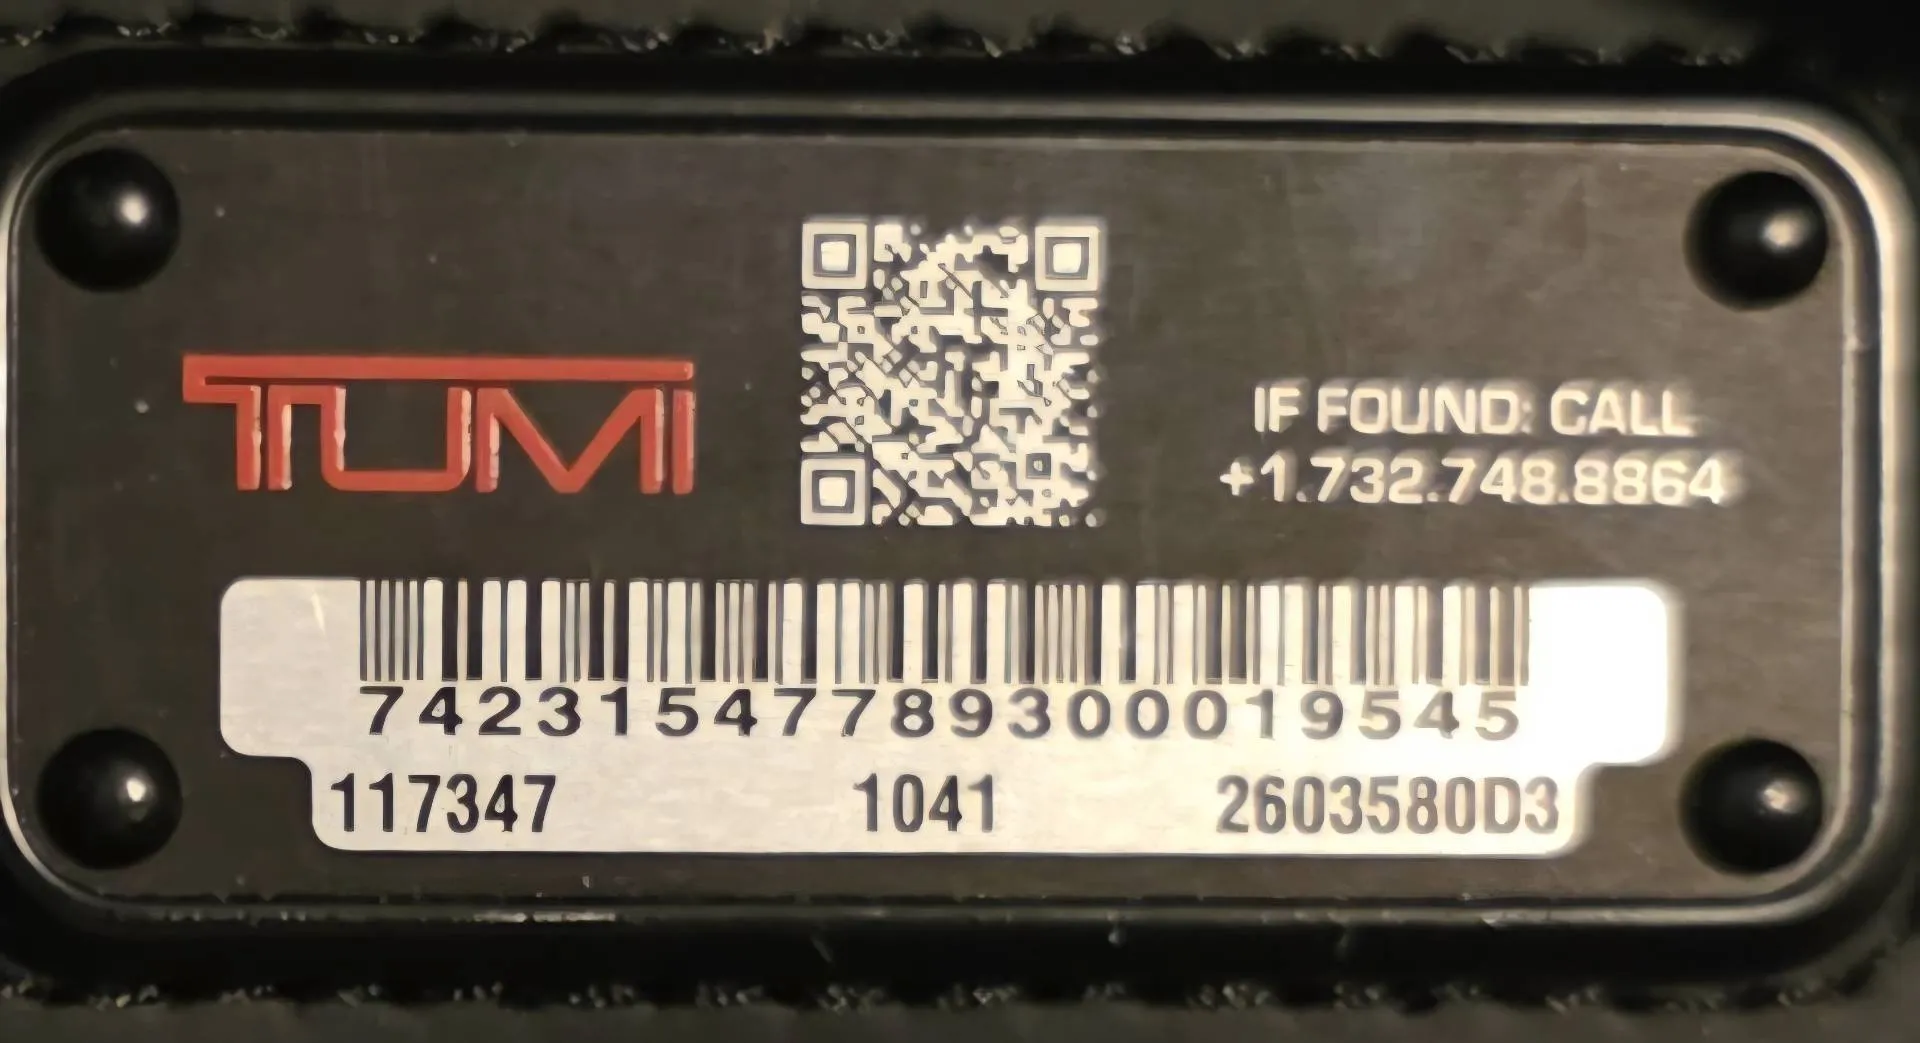 TUMI
IF FOUND: CALL
+1.732.748.8864
74231547789300019545
117347 1041 2603580D3